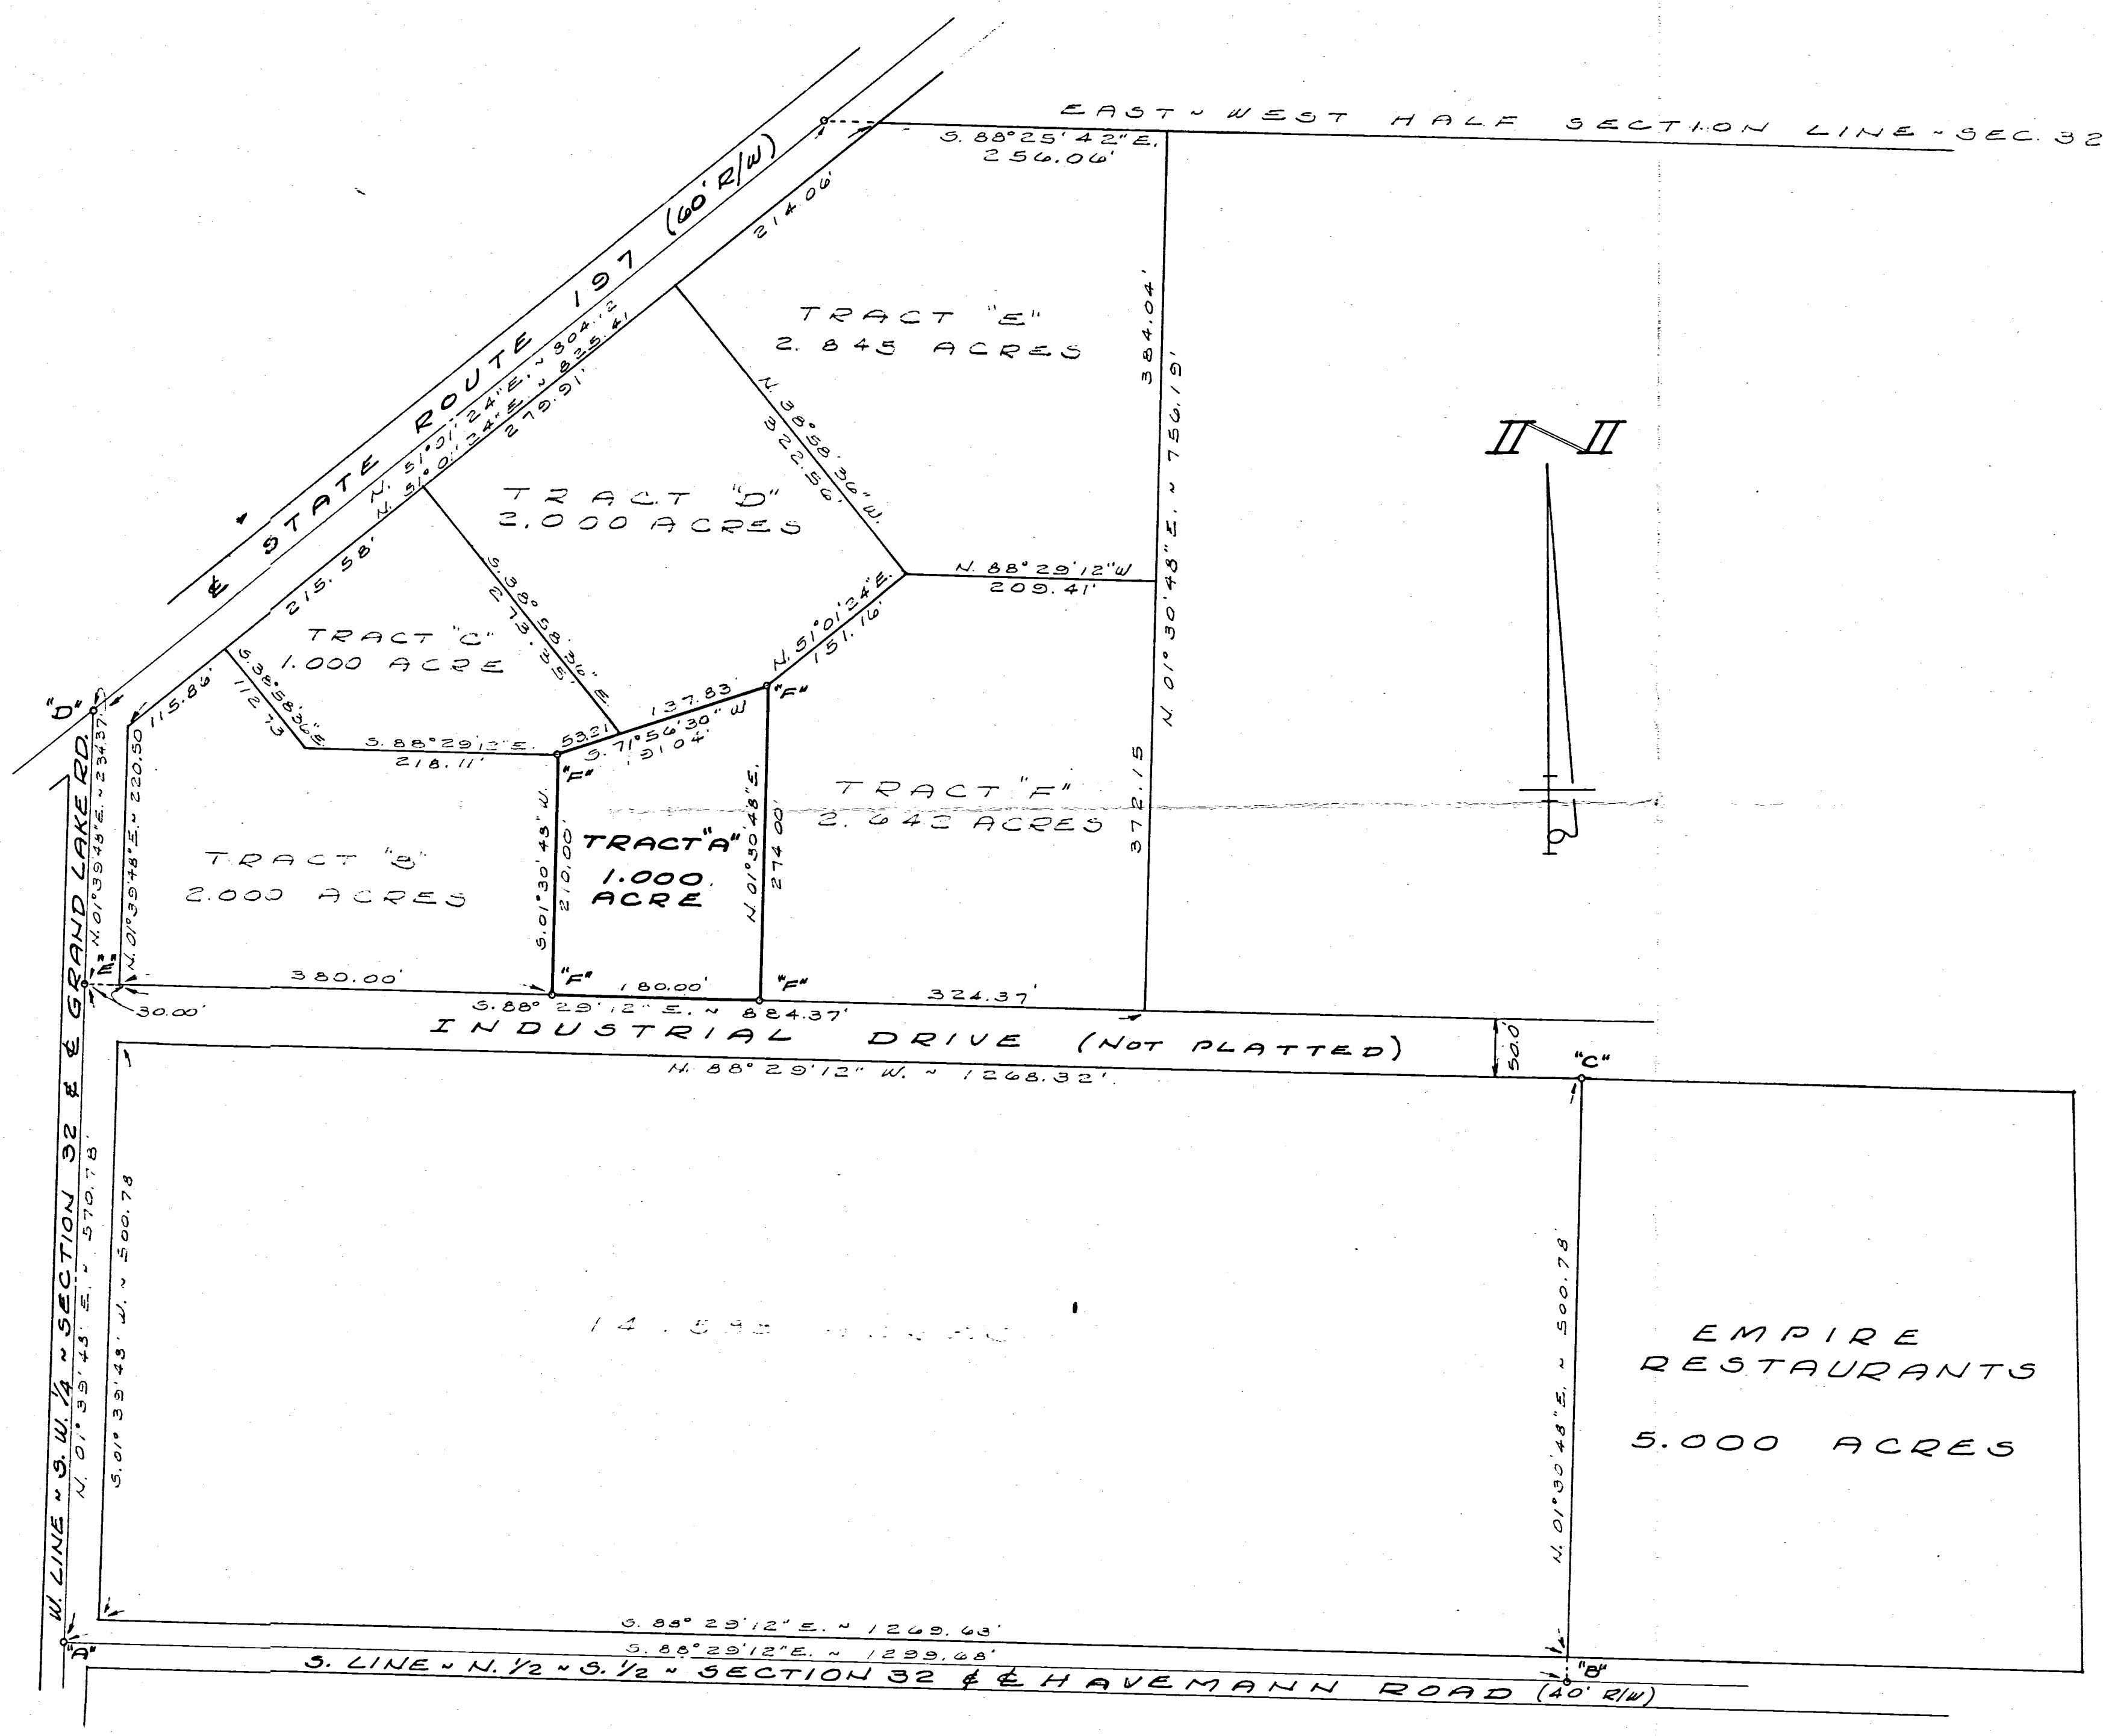 EAST ~ WEST HALF SECTION LINE ~ SEC. 32
S. 88° 25' 42" E.
256.06'
(60' R/W)
214.06'
℄ STATE ROUTE 197
N. 51° 01' 24" E. ~ 804.12
N. 51° 01' 24" E. ~ 825.41
279.91'
TRACT "E"
2.845 ACRES
384.04'
N. 01° 30' 48" E. ~ 756.19'
N. 38° 58' 36" W.
322.56'
TRACT "D"
2.000 ACRES
215.58'
S. 38° 58' 36" E.
273.35'
N. 88° 29' 12" W
209.41'
N. 51° 01' 24" E.
151.16'
TRACT "C"
1.000 ACRE
"D"
115.86'
S. 38° 58' 36" E.
112.73
S. 88° 29' 12" E.
218.11'
53.21
137.83
S. 71° 56' 30" W
191.04'
"F"
"F"
TRACT "F"
2.642 ACRES
372.15
N. 01° 39' 48" E. ~ 234.37'
N. 01° 39' 48" E. ~ 220.50'
TRACT "B"
2.000 ACRES
S. 01° 30' 48" W.
210.00'
TRACT "A"
1.000
ACRE
N. 01° 30' 48" E.
274.00'
"E"
380.00'
"F"
180.00'
"F"
324.37'
30.00'
S. 88° 29' 12" E. ~ 884.37'
INDUSTRIAL DRIVE (NOT PLATTED)
50.0'
N. 88° 29' 12" W. ~ 1268.32'
"C"
W. LINE ~ S. W. 1/4 ~ SECTION 32 & ℄ GRAND LAKE RD.
N. 01° 39' 48" E. ~ 570.78'
S. 01° 39' 48" W. ~ 500.78
N. 01° 30' 48" E. ~ 500.78'
EMPIRE
RESTAURANTS
5.000 ACRES
S. 88° 29' 12" E. ~ 1269.63'
"A"
S. 88° 29' 12" E. ~ 1299.68'
"B"
S. LINE ~ N. 1/2 ~ S. 1/2 ~ SECTION 32 & ℄ HAVEMANN ROAD (40' R/W)